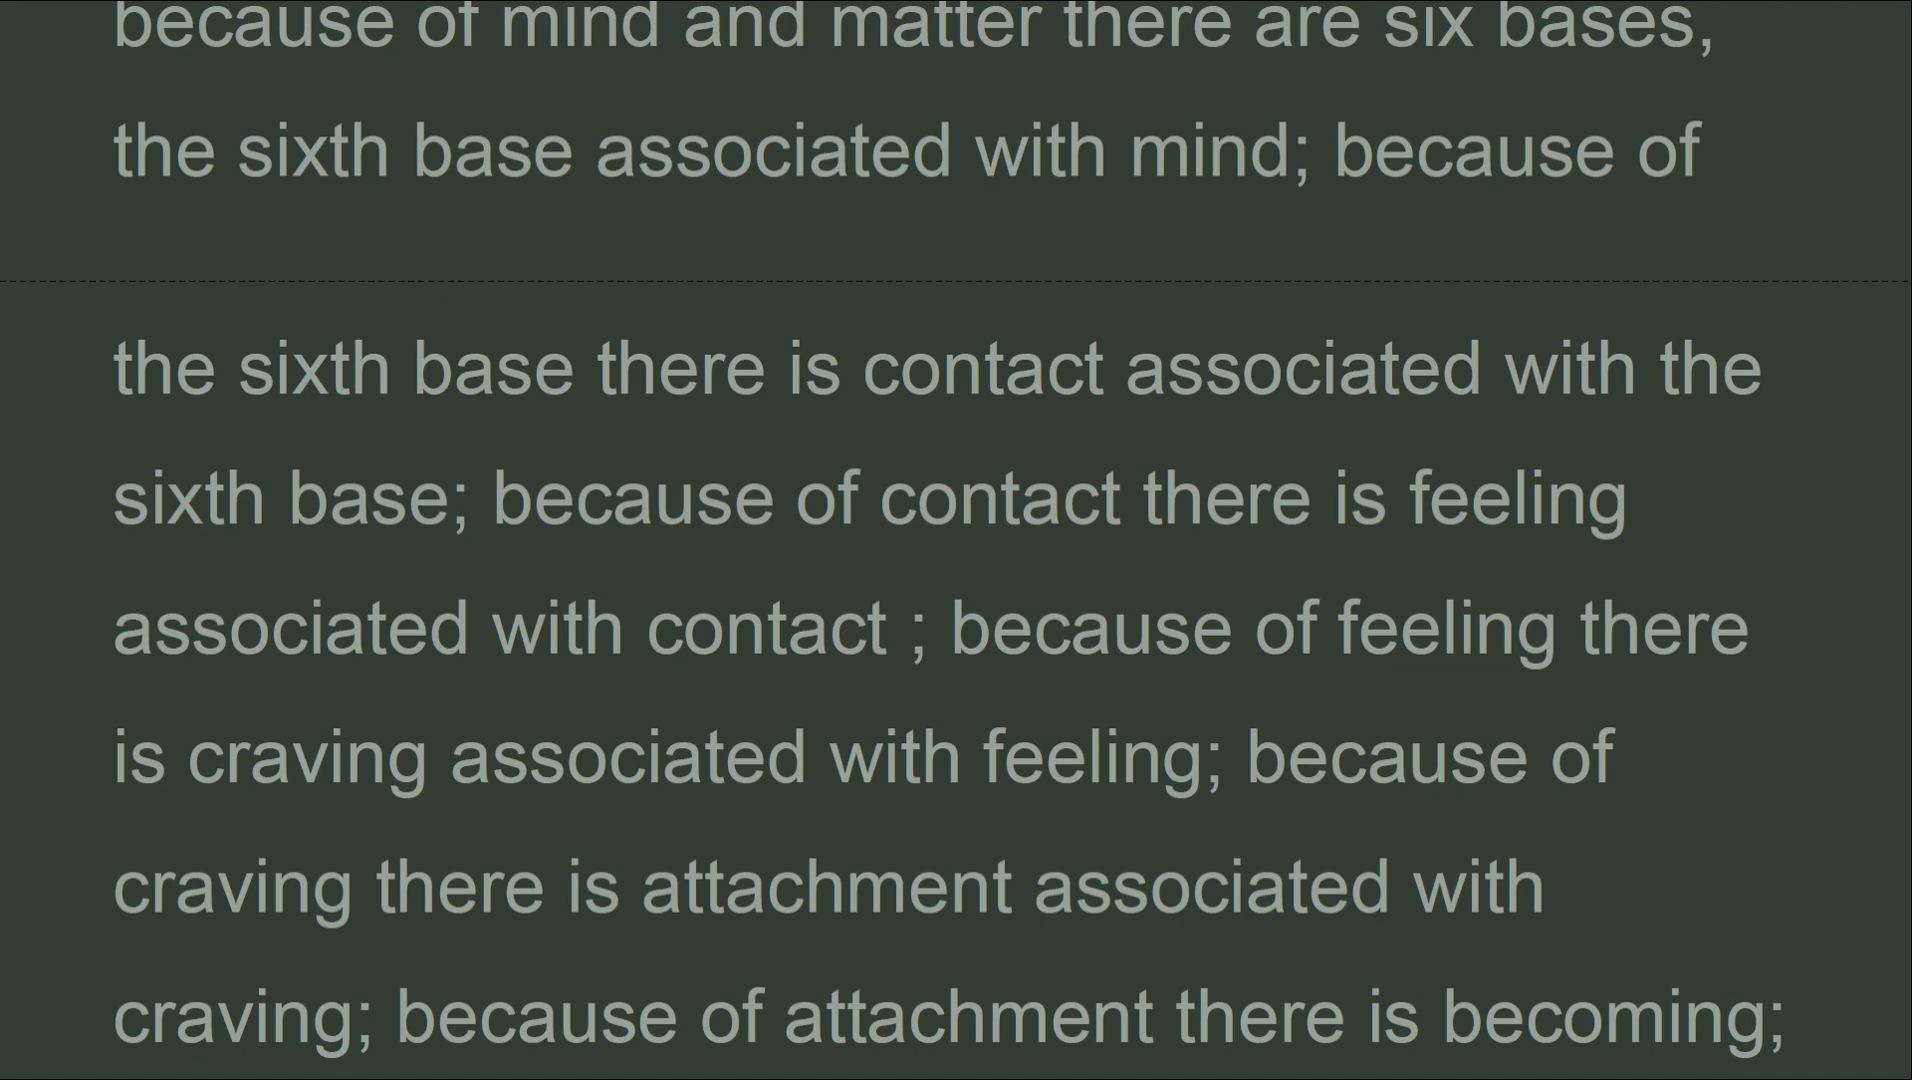 because of mind and matter there are six bases,
the sixth base associated with mind; because of
the sixth base there is contact associated with the
sixth base; because of contact there is feeling
associated with contact ; because of feeling there
is craving associated with feeling; because of
craving there is attachment associated with
craving; because of attachment there is becoming;